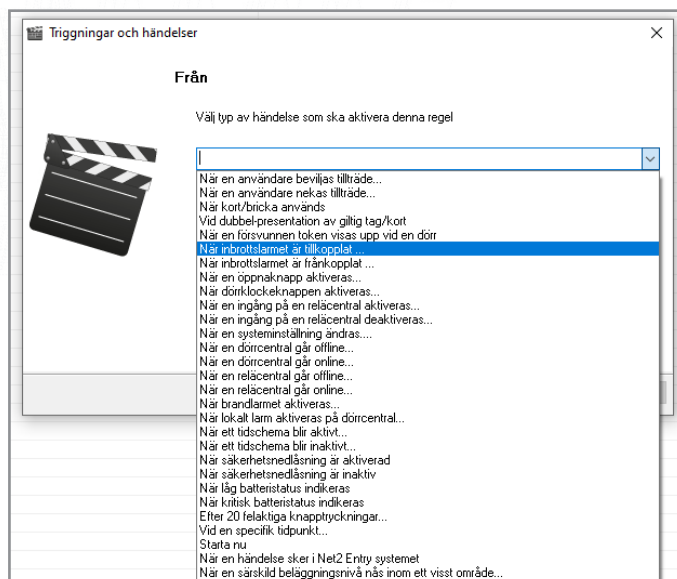 Triggningar och händelser
Från
Välj typ av händelse som ska aktivera denna regel
När en användare beviljas tillträde...
När en användare nekas tillträde...
När kort/bricka används
Vid dubbel-presentation av giltig tag/kort
När en försvunnen token visas upp vid en dörr
När inbrottslarmet är tillkopplat ...
När inbrottslarmet är frånkopplat ...
När en öppnaknapp aktiveras...
När dörrklockeknappen aktiveras...
När en ingång på en reläcentral aktiveras...
När en ingång på en reläcentral deaktiveras...
När en systeminställning ändras....
När en dörrcentral går offline...
När en dörrcentral går online...
När en reläcentral går offline...
När en reläcentral går online...
När brandlarmet aktiveras...
När lokalt larm aktiveras på dörrcentral...
När ett tidschema blir aktivt...
När ett tidschema blir inaktivt...
När säkerhetsnedlåsning är aktiverad
När säkerhetsnedlåsning är inaktiv
När låg batteristatus indikeras
När kritisk batteristatus indikeras
Efter 20 felaktiga knapptryckningar...
Vid en specifik tidpunkt...
Starta nu
När en händelse sker i Net2 Entry systemet
När en särskild beläggningsnivå nås inom ett visst område...